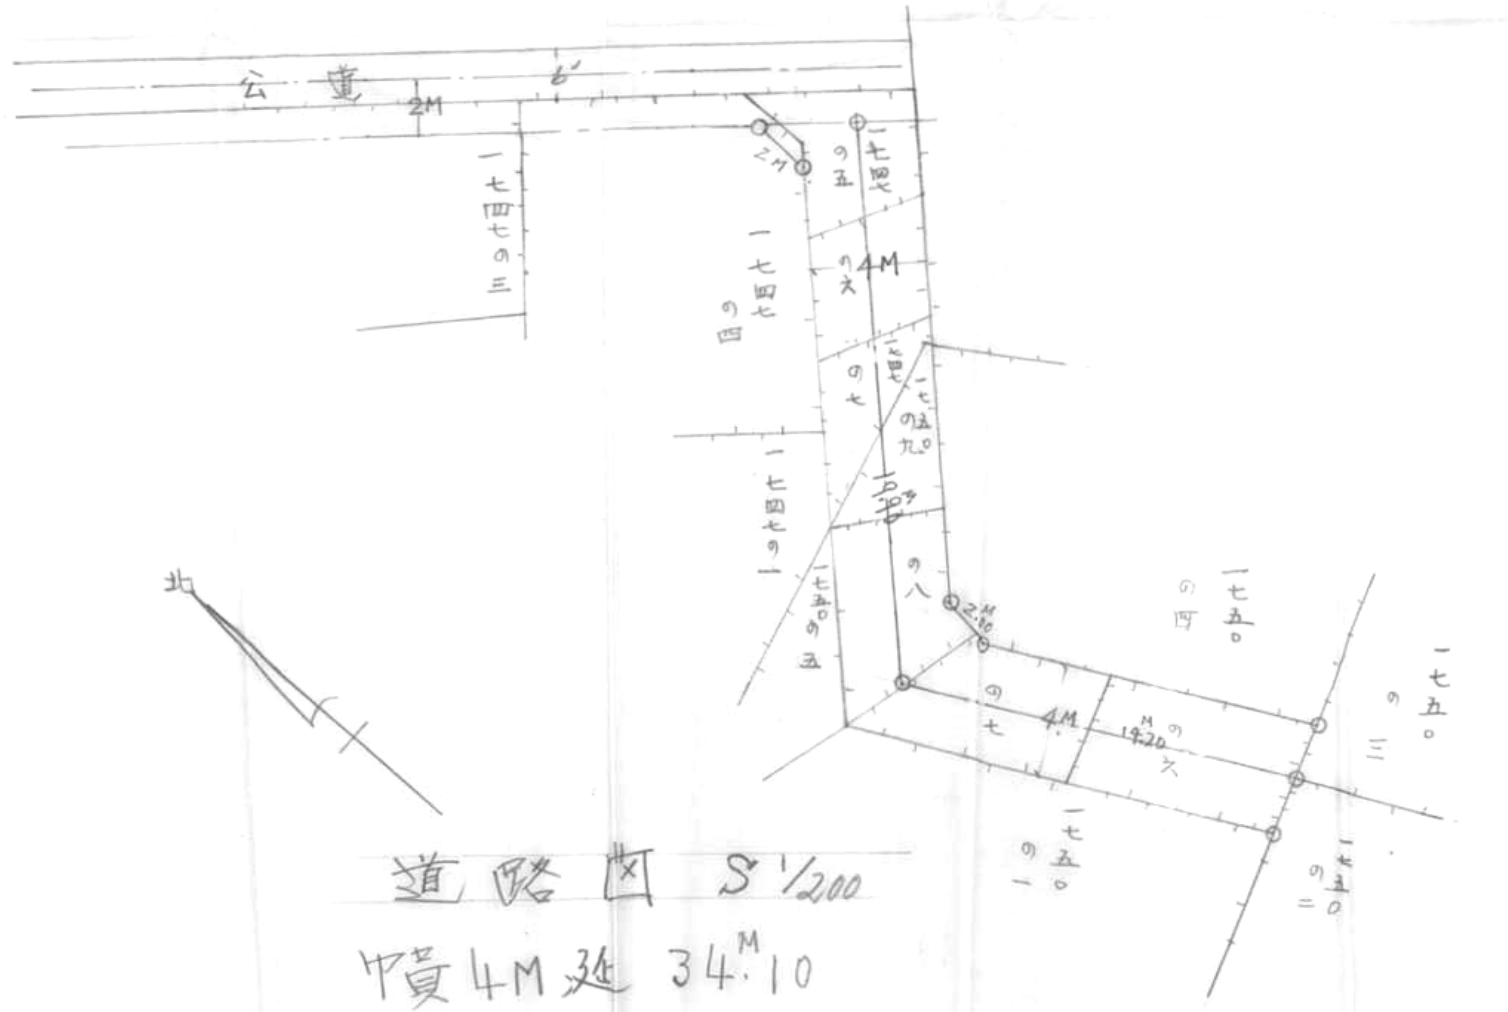 公道
6'
2M
一七四七の三
2M
一七四七
の五
の六
4M
一七四七
の四
一七四七
の七
一七五〇
の九
一七四七の一
の八
一七五〇の五
2.M00
北
の七
4M.
14.M20
の六
一七五〇
の四
一七五〇
の三
一七五〇
の一
一七五〇
の二
道路図 S 1/200
巾員4M延 34.M10